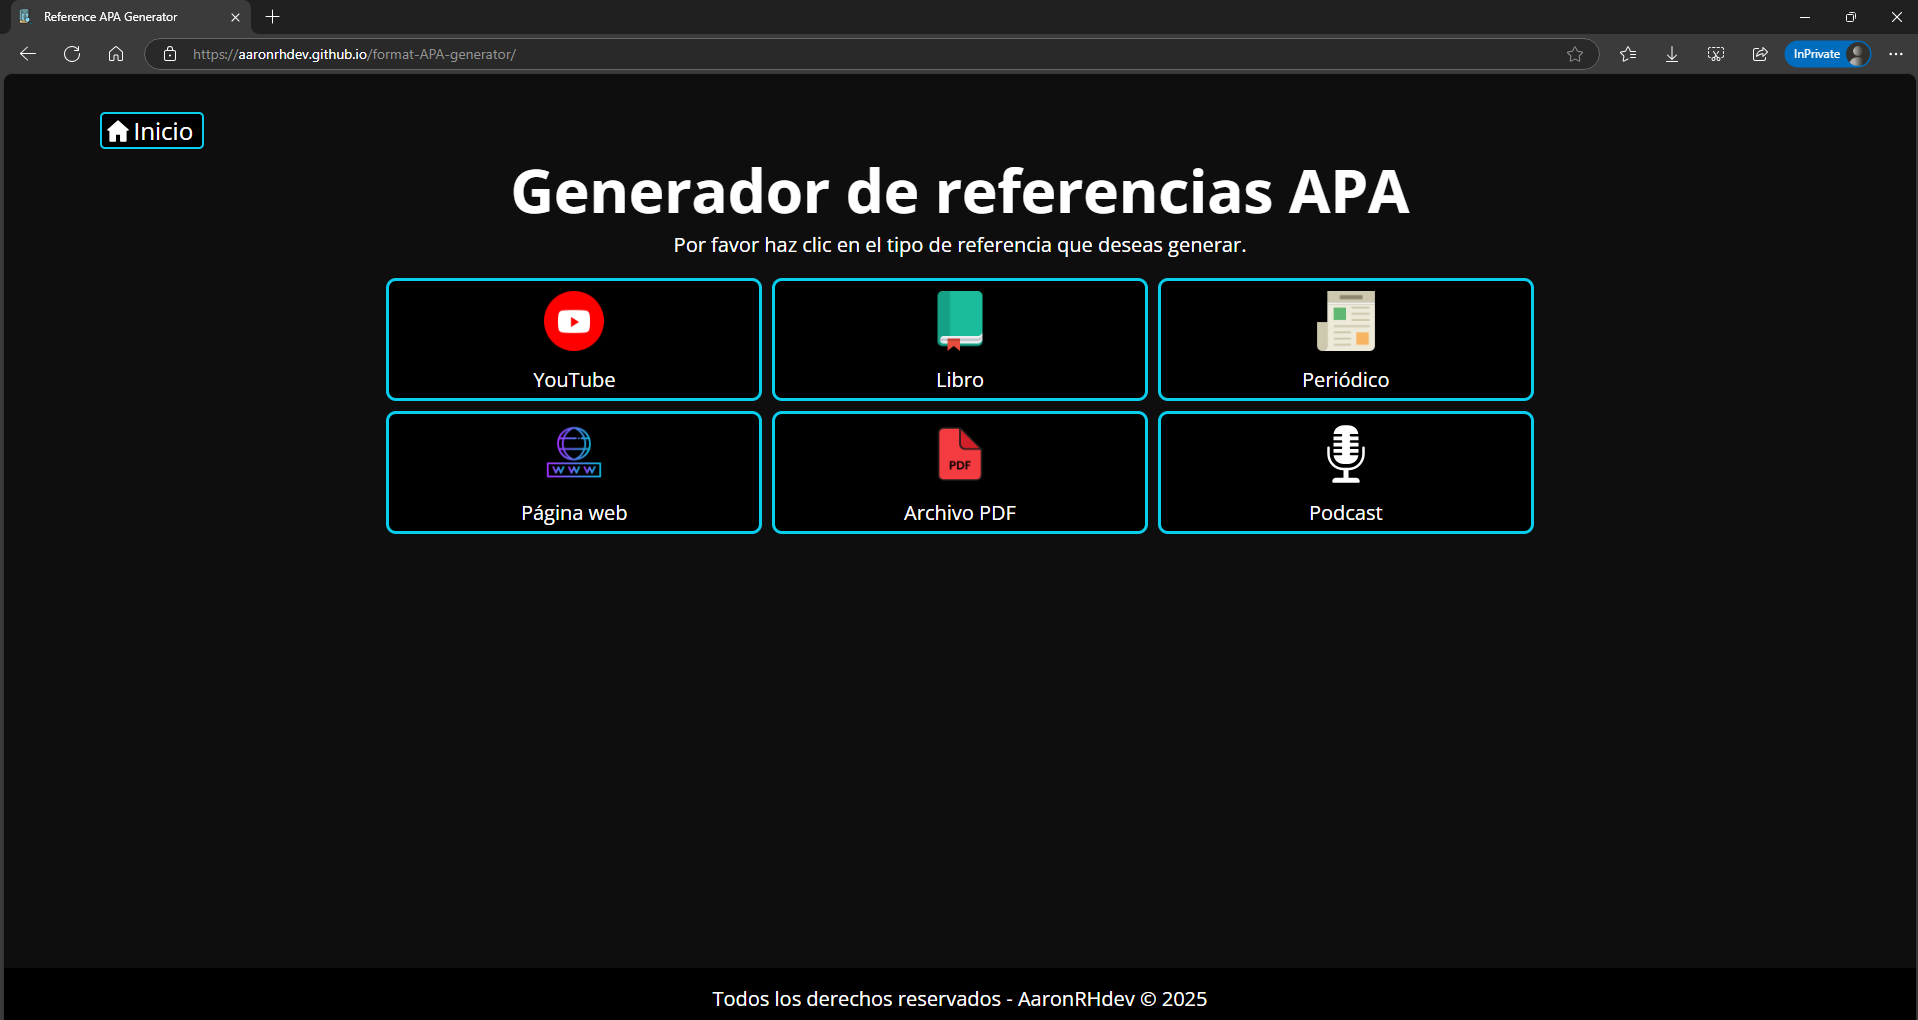 Reference APA Generator
https://aaronrhdev.github.io/format-APA-generator/
InPrivate
Inicio
Generador de referencias APA
Por favor haz clic en el tipo de referencia que deseas generar.
YouTube
Libro
Periódico
WWW
PDF
Página web
Archivo PDF
Podcast
Todos los derechos reservados - AaronRHdev © 2025